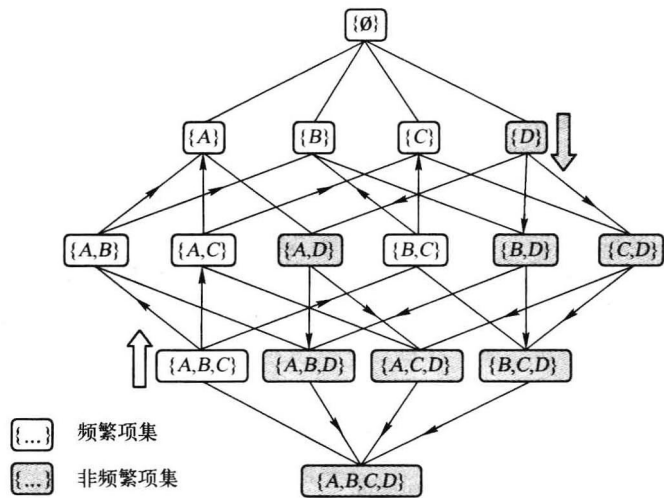 {Ø}
{A} {B} {C} {D}
{A,B} {A,C} {A,D} {B,C} {B,D} {C,D}
{A,B,C} {A,B,D} {A,C,D} {B,C,D}
{...} 频繁项集
{...} 非频繁项集
{A,B,C,D}